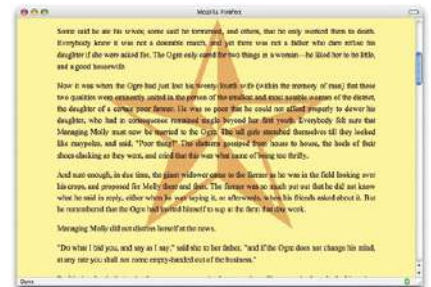 Mozilla Firefox
Some said he ate his wives; some said he tormented, and others, that he only worked them to death.
Everybody knew it was not a desirable match, and yet there was not a father who dare refuse his
daughter if she were asked for. The Ogre only cared for two things in a woman—he liked her to be little,
and a good housewife.
Now it was when the Ogre had just lost his twenty-fourth wife (within the memory of man) that these
two qualities were eminently united in the person of the smallest and most notable woman of the district,
the daughter of a certain poor farmer. He was so poor that he could not afford properly to dower his
daughter, who had in consequence remained single beyond her first youth. Everybody felt sure that
Managing Molly must now be married to the Ogre. The tall girls stretched themselves till they looked
like maypoles, and said, "Poor thing!" The slatterns gossiped from house to house, the heels of their
shoes clacking as they went, and cried that this was what came of being too thrifty.
And sure enough, in due time, the giant widower came to the farmer as he was in the field looking over
his crops, and proposed for Molly there and then. The farmer was so much put out that he did not know
what he said in reply, either when he was saying it, or afterwards, when his friends asked about it. But
he remembered that the Ogre had invited himself to sup at the farm that day week.
Managing Molly did not distress herself at the news.
"Do what I bid you, and say as I say," said she to her father, "and if the Ogre does not change his mind,
at any rate you shall not come empty-handed out of the business."
Done